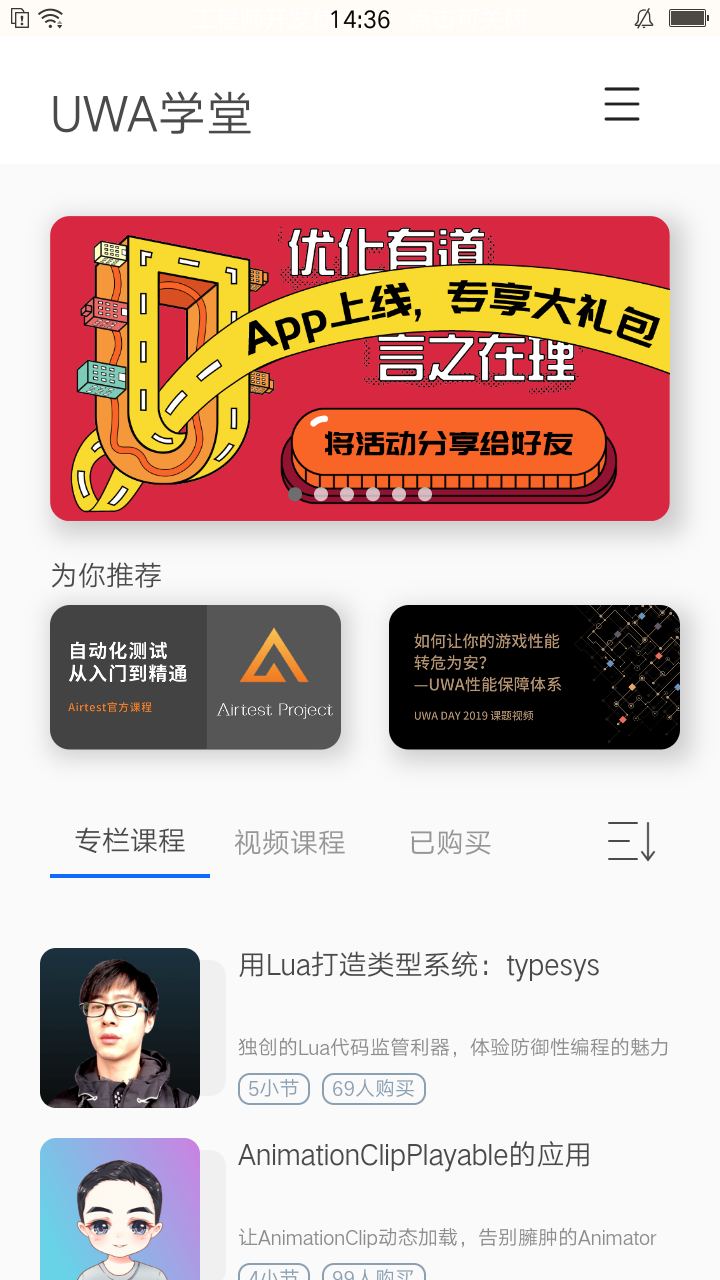 14:36
UWA学堂
优化有道
App上线，专享大礼包
言之在理
将活动分享给好友
为你推荐
自动化测试
从入门到精通
Airtest官方课程
Airtest Project
如何让你的游戏性能
转危为安？
—UWA性能保障体系
UWA DAY 2019 课题视频
专栏课程
视频课程
已购买
用Lua打造类型系统：typesys
独创的Lua代码监管利器，体验防御性编程的魅力
5小节
69人购买
AnimationClipPlayable的应用
让AnimationClip动态加载，告别臃肿的Animator
4小节
99人购买